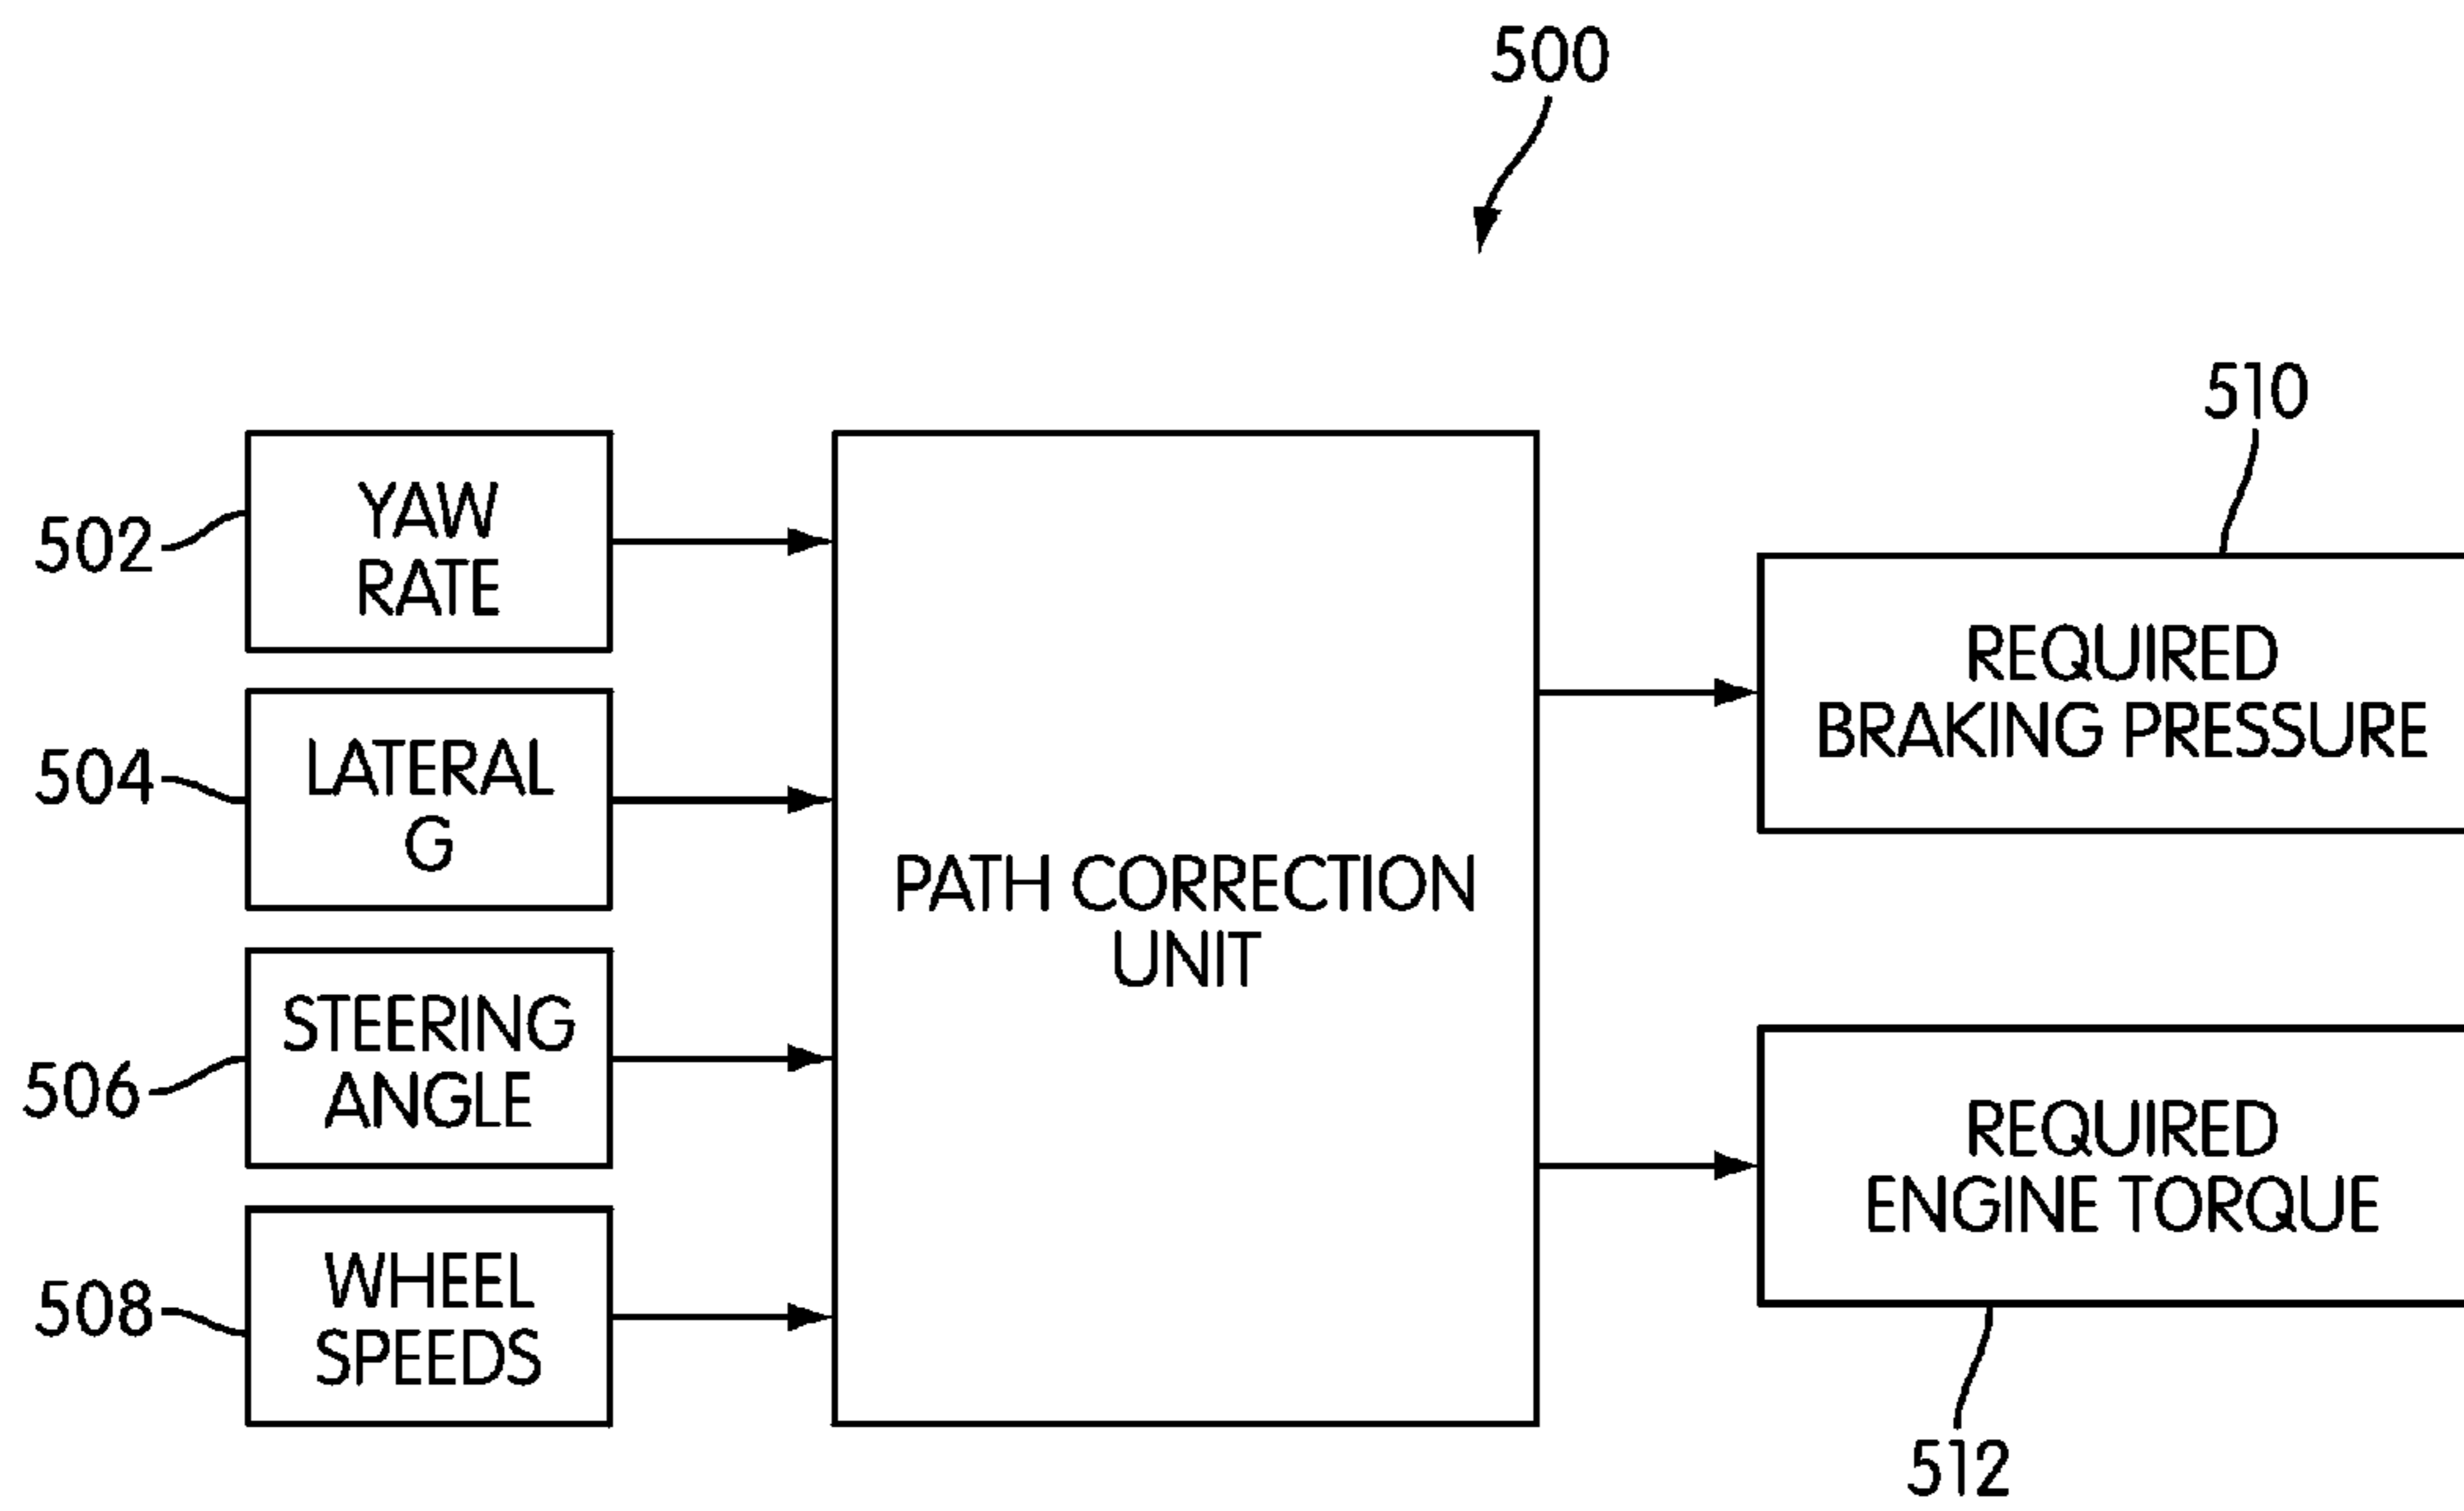 500
510
502
YAW
RATE
504
LATERAL
G
506
STEERING
ANGLE
508
WHEEL
SPEEDS
PATH CORRECTION
UNIT
REQUIRED
BRAKING PRESSURE
REQUIRED
ENGINE TORQUE
512